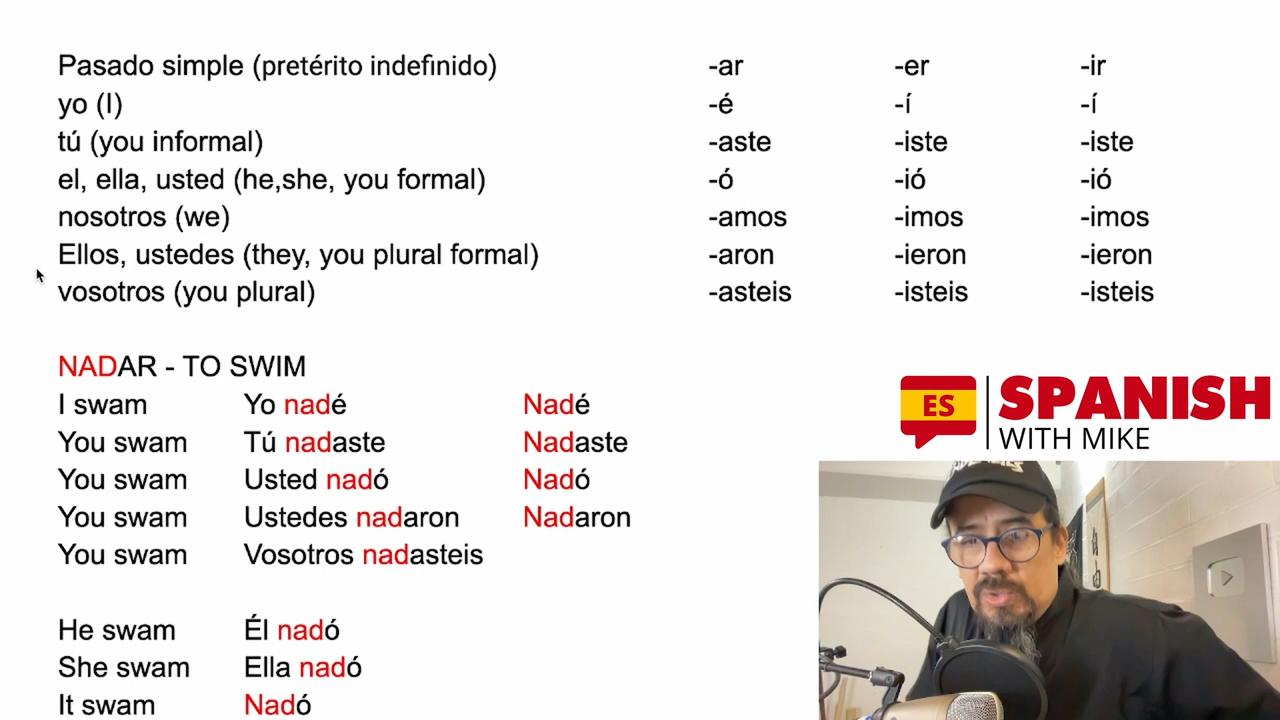 Pasado simple (pretérito indefinido) -ar -er -ir
yo (I) -é -í -í
tú (you informal) -aste -iste -iste
el, ella, usted (he,she, you formal) -ó -ió -ió
nosotros (we) -amos -imos -imos
Ellos, ustedes (they, you plural formal) -aron -ieron -ieron
vosotros (you plural) -asteis -isteis -isteis
NADAR - TO SWIM
I swam Yo nadé Nadé
You swam Tú nadaste Nadaste
You swam Usted nadó Nadó
You swam Ustedes nadaron Nadaron
You swam Vosotros nadasteis
He swam Él nadó
She swam Ella nadó
It swam Nadó
ES SPANISH
WITH MIKE
自由